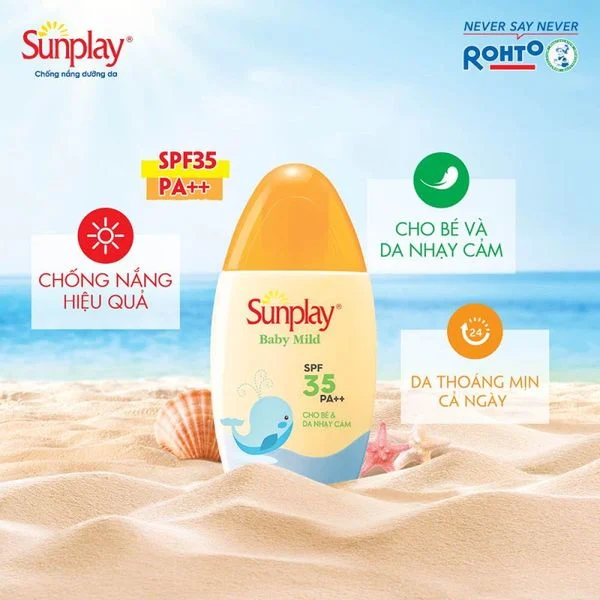 Sunplay®
Chống nắng dưỡng da
NEVER SAY NEVER
ROHTO
SPF35
PA++
CHỐNG NẮNG
HIỆU QUẢ
CHO BÉ VÀ
DA NHẠY CẢM
24
DA THOÁNG MỊN
CẢ NGÀY
Sunplay®
Baby Mild
SPF
35
PA++
CHO BÉ &
DA NHẠY CẢM